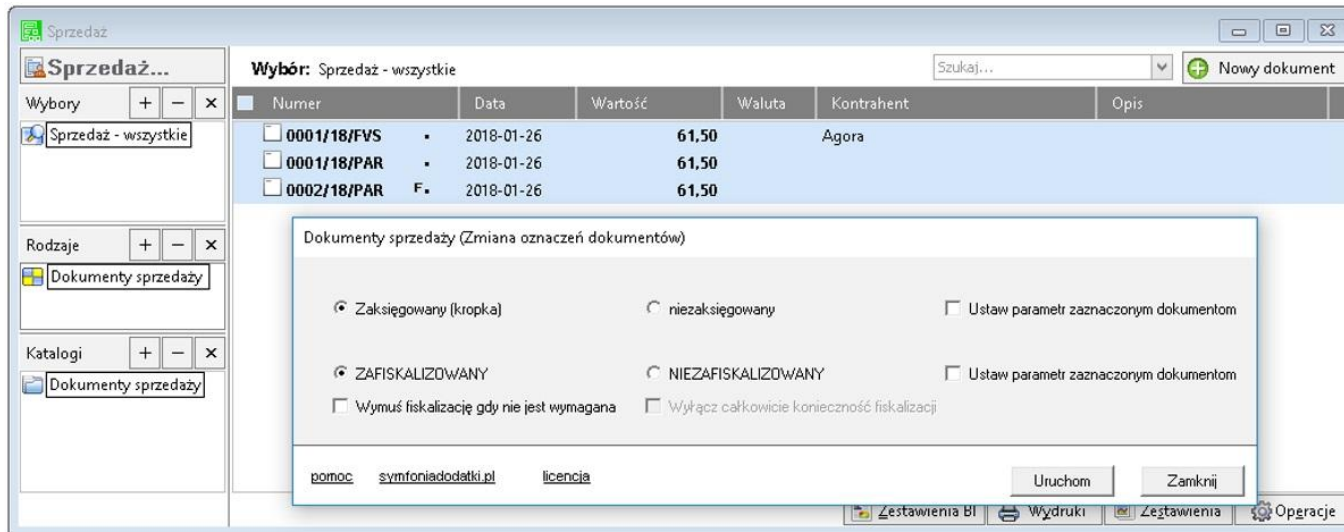 Sprzedaż
Sprzedaż...
Wybór: Sprzedaż - wszystkie
Szukaj...
Nowy dokument
Wybory + − ×
Numer Data Wartość Waluta Kontrahent Opis
Sprzedaż - wszystkie
0001/18/FVS . 2018-01-26 61,50 Agora
0001/18/PAR . 2018-01-26 61,50
0002/18/PAR F. 2018-01-26 61,50
Rodzaje + − ×
Dokumenty sprzedaży
Katalogi + − ×
Dokumenty sprzedaży
Dokumenty sprzedaży (Zmiana oznaczeń dokumentów)
Zaksięgowany (kropka) niezaksięgowany Ustaw parametr zaznaczonym dokumentom
ZAFISKALIZOWANY NIEZAFISKALIZOWANY Ustaw parametr zaznaczonym dokumentom
Wymuś fiskalizację gdy nie jest wymagana Wyłącz całkowicie konieczność fiskalizacji
pomoc symfoniadodatki.pl licencja Uruchom Zamknij
Zestawienia BI Wydruki Zestawienia Operacje